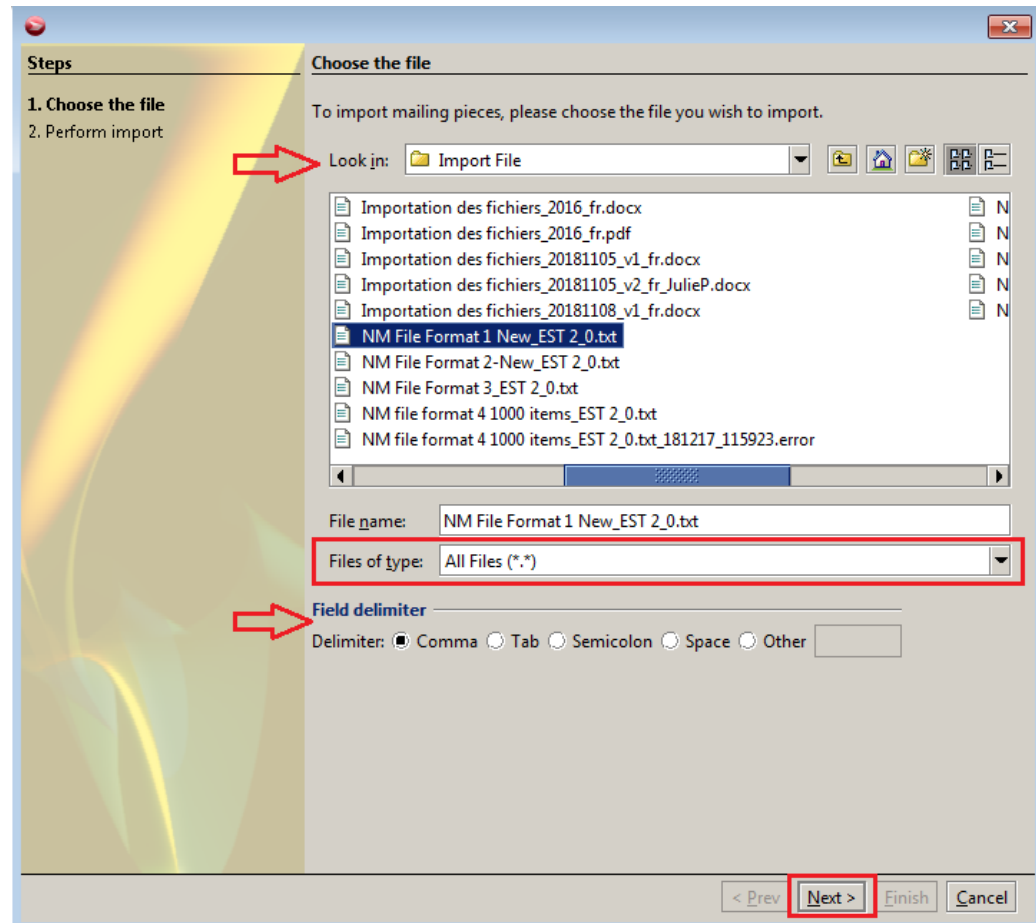 Steps
1. Choose the file
2. Perform import
Choose the file
To import mailing pieces, please choose the file you wish to import.
Look in: Import File
Importation des fichiers_2016_fr.docx N
Importation des fichiers_2016_fr.pdf N
Importation des fichiers_20181105_v1_fr.docx N
Importation des fichiers_20181105_v2_fr_JulieP.docx N
Importation des fichiers_20181108_v1_fr.docx N
NM File Format 1 New_EST 2_0.txt
NM File Format 2-New_EST 2_0.txt
NM File Format 3_EST 2_0.txt
NM file format 4 1000 items_EST 2_0.txt
NM file format 4 1000 items_EST 2_0.txt_181217_115923.error
File name: NM File Format 1 New_EST 2_0.txt
Files of type: All Files (*.*)
Field delimiter
Delimiter: Comma Tab Semicolon Space Other
< Prev Next > Finish Cancel